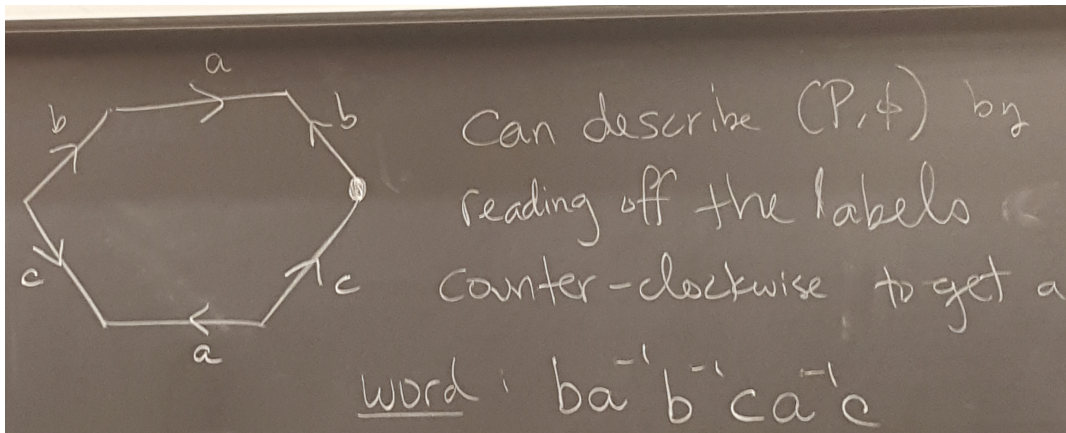 a
b
b
c
c
a
Can describe (P,ϕ) by
reading off the labels
counter-clockwise to get a
word: ba⁻¹b⁻¹ca⁻¹c